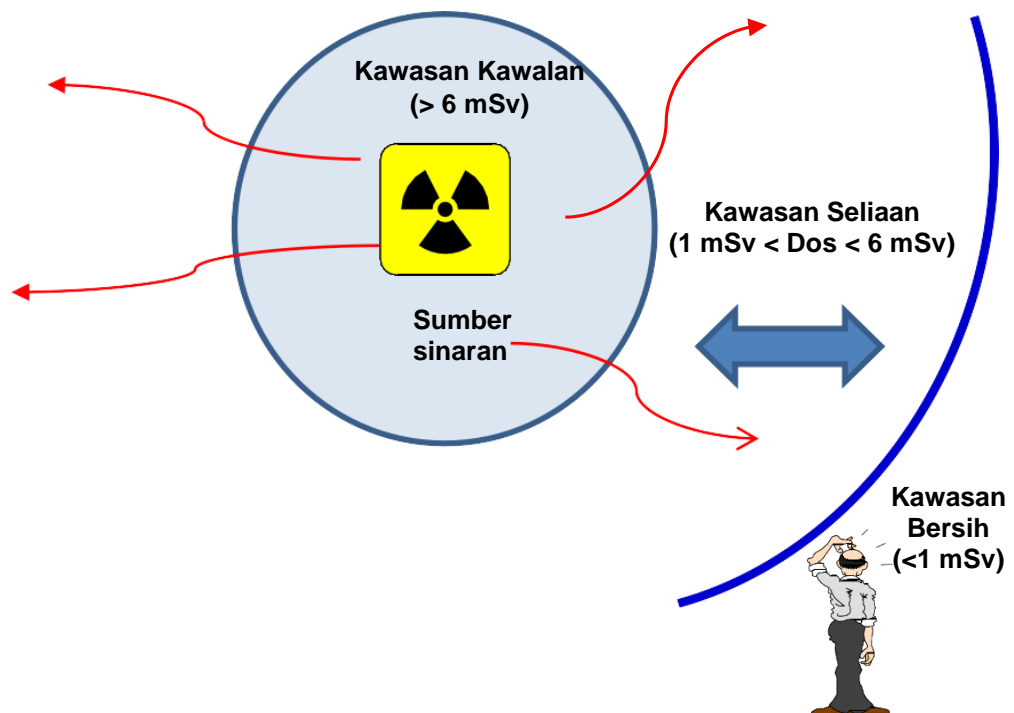 Kawasan Kawalan
(> 6 mSv)
Kawasan Seliaan
(1 mSv < Dos < 6 mSv)
Sumber
sinaran
Kawasan
Bersih
(<1 mSv)